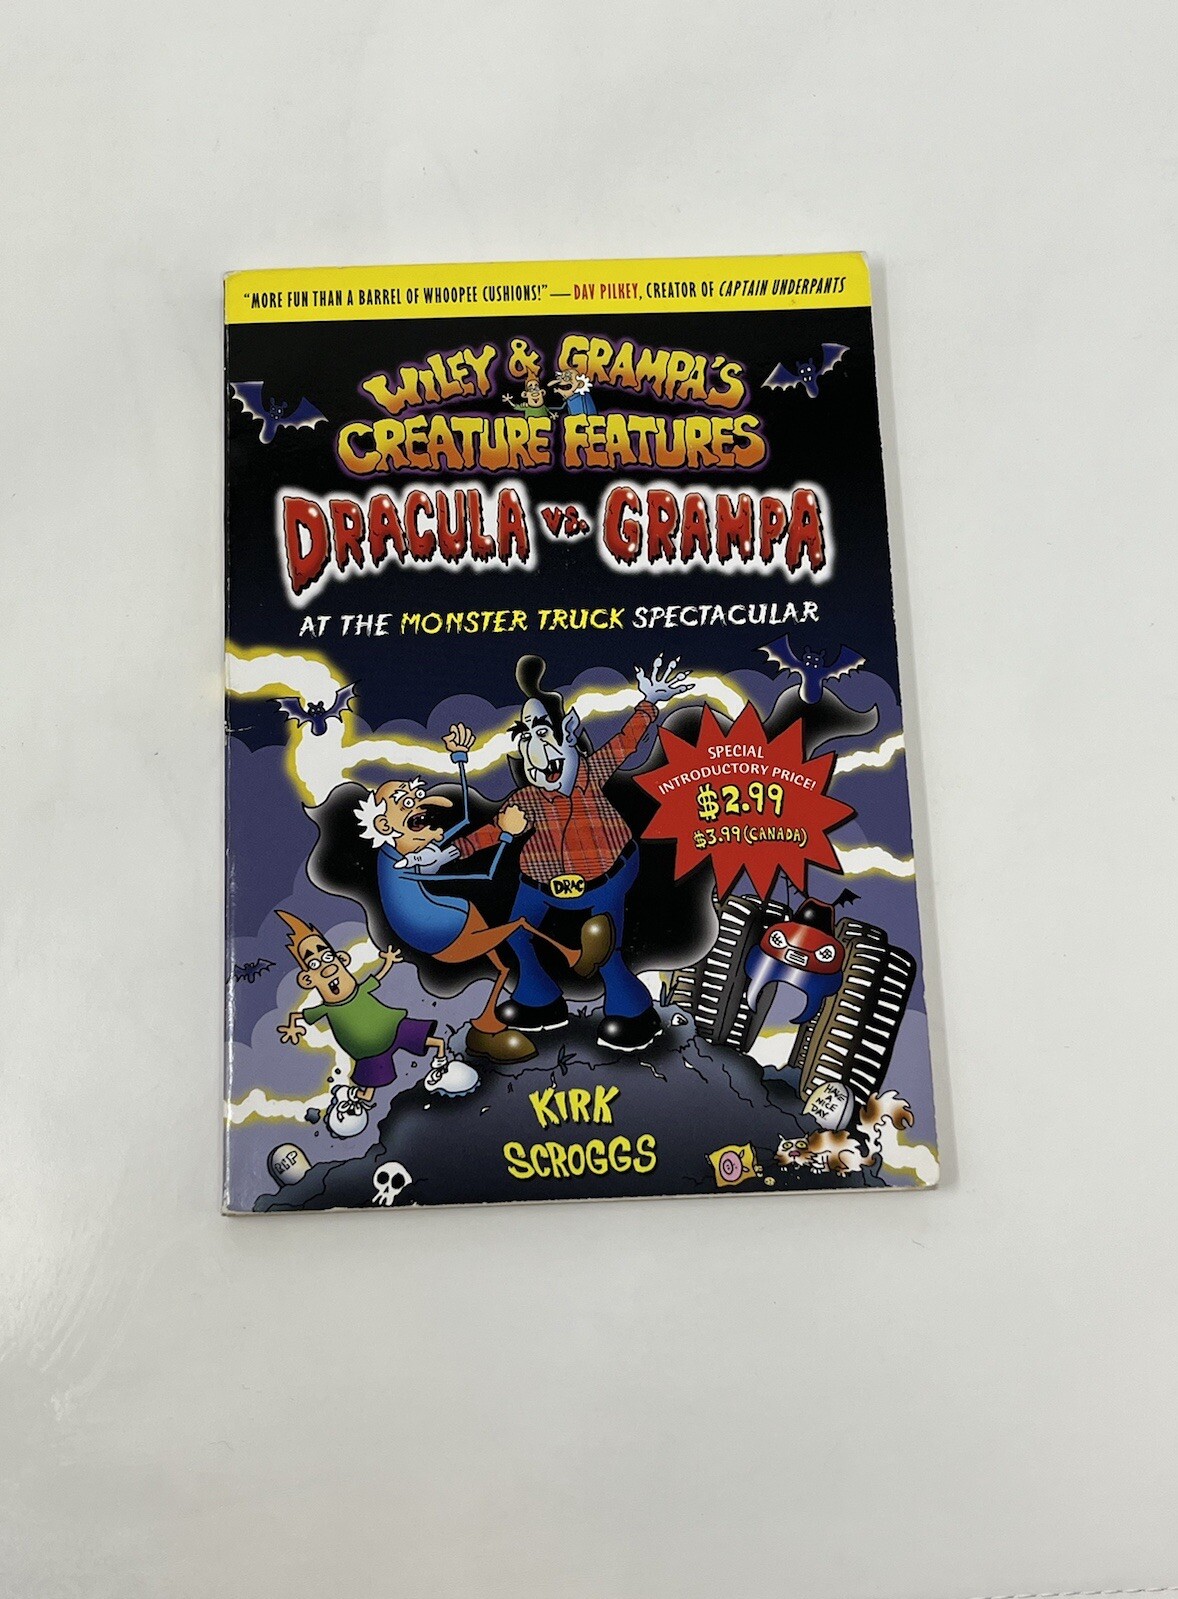 “MORE FUN THAN A BARREL OF WHOOPEE CUSHIONS!”—DAV PILKEY, CREATOR OF CAPTAIN UNDERPANTS
WILEY & GRAMPA'S
CREATURE FEATURES
DRACULA VS. GRAMPA
AT THE MONSTER TRUCK SPECTACULAR
SPECIAL
INTRODUCTORY PRICE!
$2.99
$3.99 (CANADA)
DRAC
HAVE
A
NICE
DAY
KIRK
SCROGGS
RIP